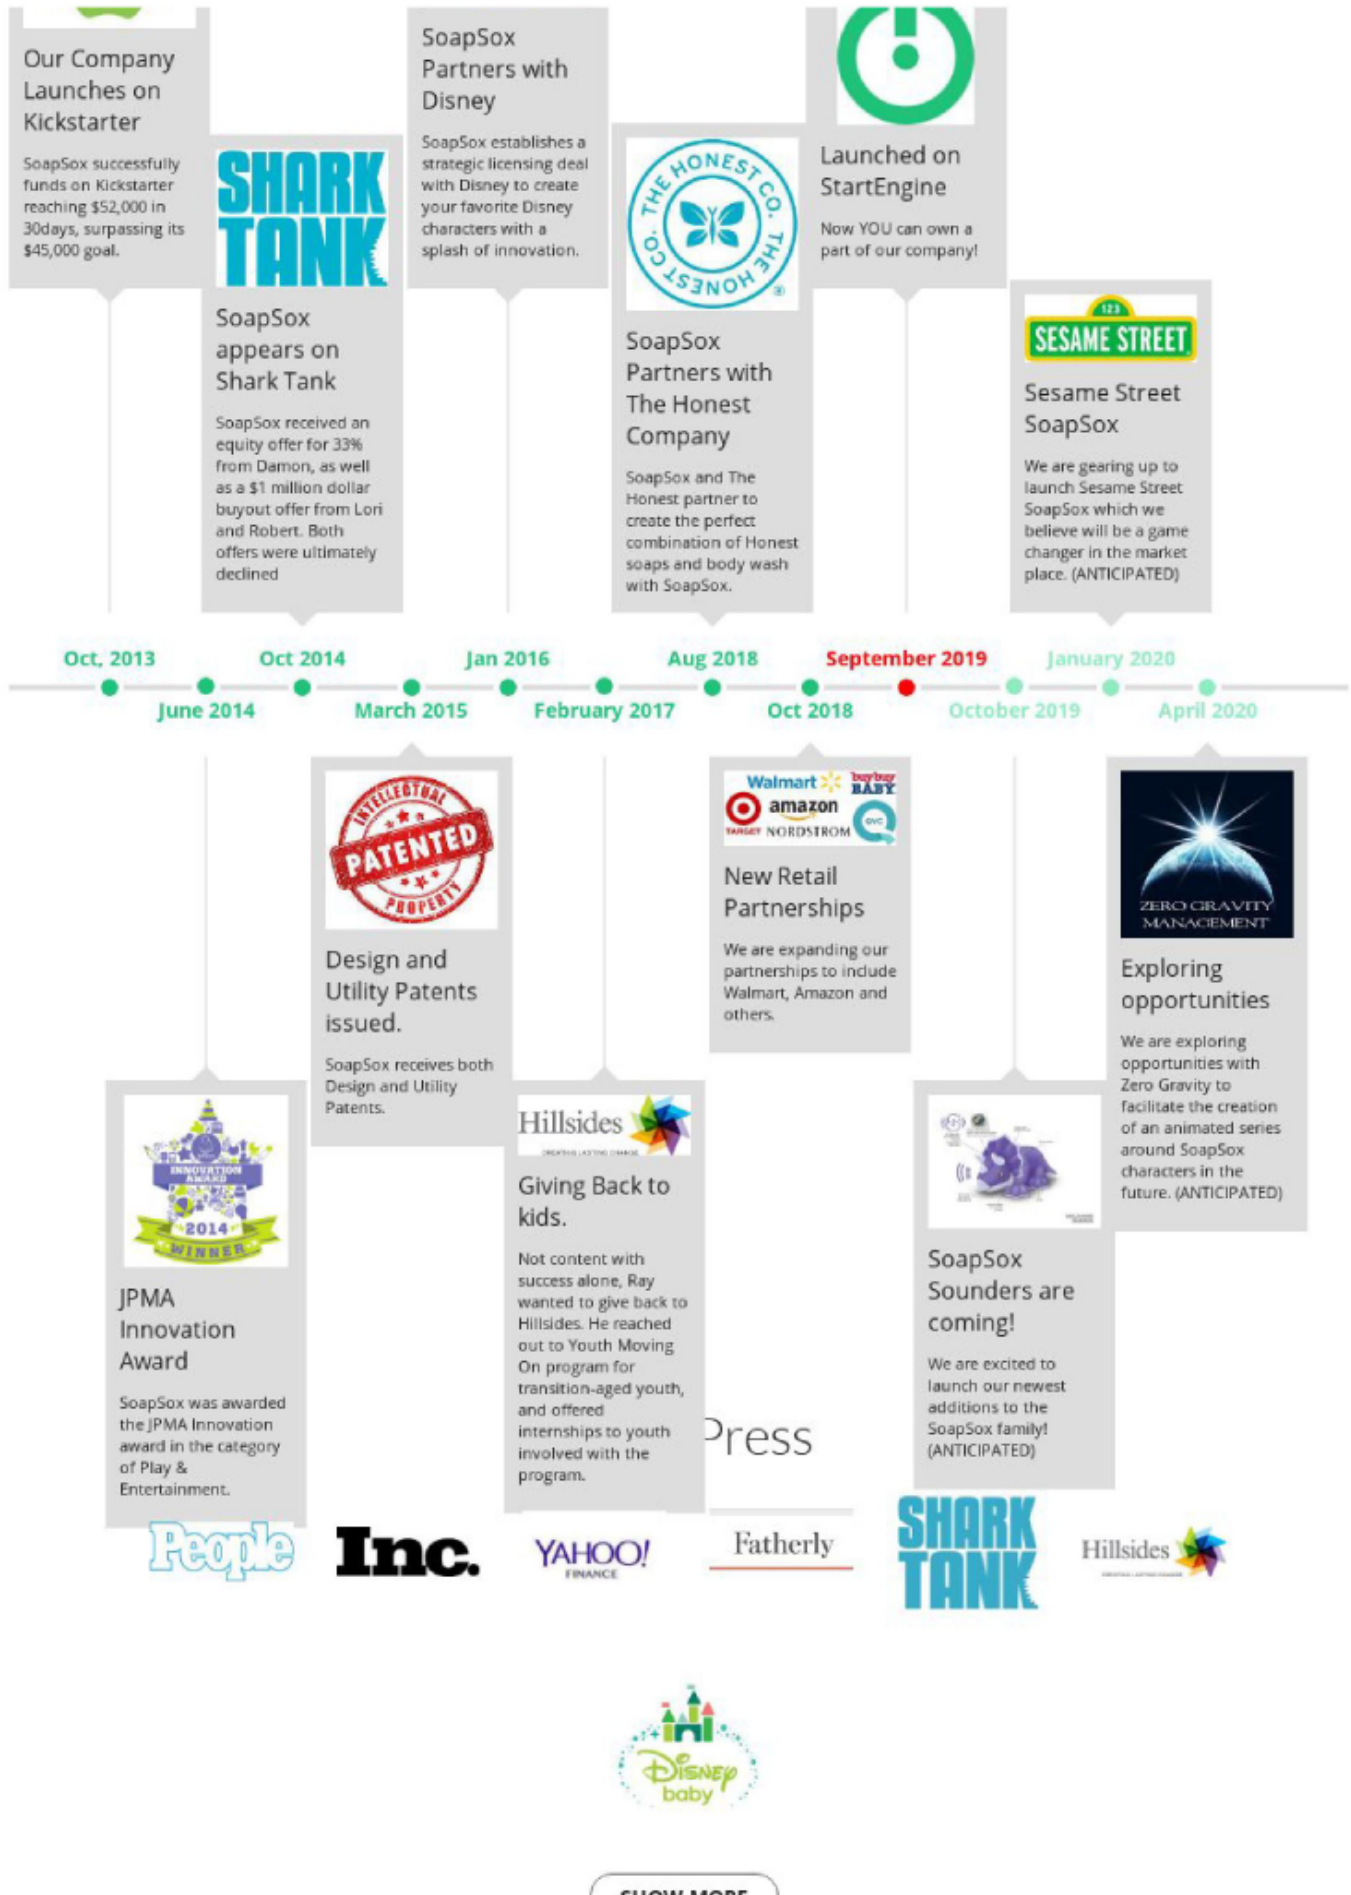 Our Company
Launches on
Kickstarter
SoapSox successfully
funds on Kickstarter
reaching $52,000 in
30days, surpassing its
$45,000 goal.
SHARK
TANK
SoapSox
appears on
Shark Tank
SoapSox received an
equity offer for 33%
from Damon, as well
as a $1 million dollar
buyout offer from Lori
and Robert. Both
offers were ultimately
declined
SoapSox
Partners with
Disney
SoapSox establishes a
strategic licensing deal
with Disney to create
your favorite Disney
characters with a
splash of innovation.
THE HONEST CO. THE HONEST CO.
SoapSox
Partners with
The Honest
Company
SoapSox and The
Honest partner to
create the perfect
combination of Honest
soaps and body wash
with SoapSox.
Launched on
StartEngine
Now YOU can own a
part of our company!
123
SESAME STREET
Sesame Street
SoapSox
We are gearing up to
launch Sesame Street
SoapSox which we
believe will be a game
changer in the market
place. (ANTICIPATED)
Oct, 2013
Oct 2014
Jan 2016
Aug 2018
September 2019
January 2020
June 2014
March 2015
February 2017
Oct 2018
October 2019
April 2020
INNOVATION
AWARD
2014
WINNER
JPMA
Innovation
Award
SoapSox was awarded
the JPMA Innovation
award in the category
of Play &
Entertainment.
INTELLECTUAL
PATENTED
PROPERTY
Design and
Utility Patents
issued.
SoapSox receives both
Design and Utility
Patents.
Hillsides
CREATING LASTING CHANGE
Giving Back to
kids.
Not content with
success alone, Ray
wanted to give back to
Hillsides. He reached
out to Youth Moving
On program for
transition-aged youth,
and offered
internships to youth
involved with the
program.
Walmart
buybuy
BABY
amazon
TARGET
NORDSTROM
QVC
New Retail
Partnerships
We are expanding our
partnerships to include
Walmart, Amazon and
others.
SoapSox
Sounders are
coming!
We are excited to
launch our newest
additions to the
SoapSox family!
(ANTICIPATED)
ZERO GRAVITY
MANAGEMENT
Exploring
opportunities
We are exploring
opportunities with
Zero Gravity to
facilitate the creation
of an animated series
around SoapSox
characters in the
future. (ANTICIPATED)
Press
People
Inc.
YAHOO!
FINANCE
Fatherly
SHARK
TANK
Hillsides
Disney
baby
SHOW MORE